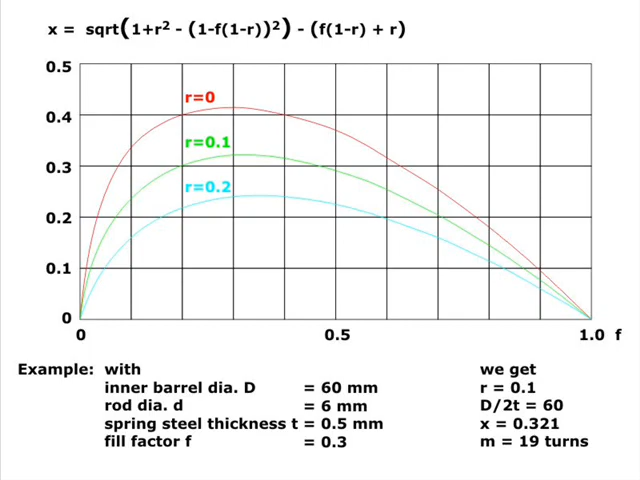 x = sqrt(1+r² - (1-f(1-r))²) - (f(1-r) + r)
0.5
r=0
0.4
r=0.1
0.3
r=0.2
0.2
0.1
0
0 0.5 1.0 f
Example: with we get
inner barrel dia. D = 60 mm r = 0.1
rod dia. d = 6 mm D/2t = 60
spring steel thickness t = 0.5 mm x = 0.321
fill factor f = 0.3 m = 19 turns